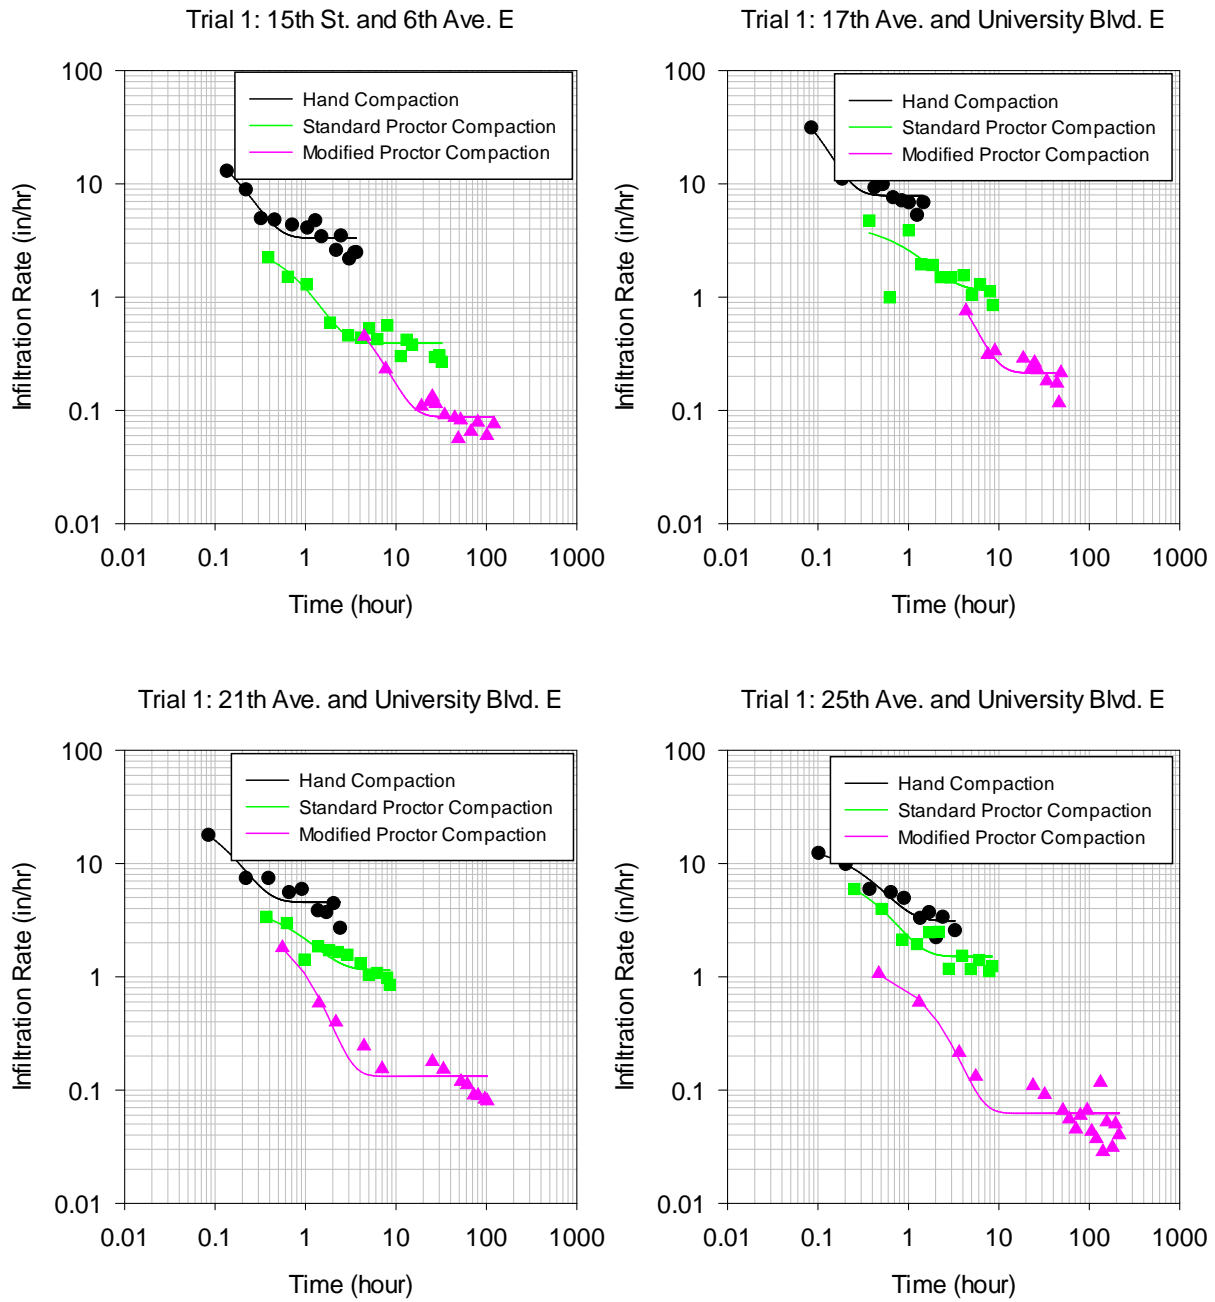 Trial 1: 15th St. and 6th Ave. E
100
10
1
0.1
0.01
Infiltration Rate (in/hr)
Hand Compaction
Standard Proctor Compaction
Modified Proctor Compaction
0.01 0.1 1 10 100 1000
Time (hour)
Trial 1: 17th Ave. and University Blvd. E
100
10
1
0.1
0.01
Infiltration Rate (in/hr)
Hand Compaction
Standard Proctor Compaction
Modified Proctor Compaction
0.01 0.1 1 10 100 1000
Time (hour)
Trial 1: 21th Ave. and University Blvd. E
100
10
1
0.1
0.01
Infiltration Rate (in/hr)
Hand Compaction
Standard Proctor Compaction
Modified Proctor Compaction
0.01 0.1 1 10 100 1000
Time (hour)
Trial 1: 25th Ave. and University Blvd. E
100
10
1
0.1
0.01
Infiltration Rate (in/hr)
Hand Compaction
Standard Proctor Compaction
Modified Proctor Compaction
0.01 0.1 1 10 100 1000
Time (hour)